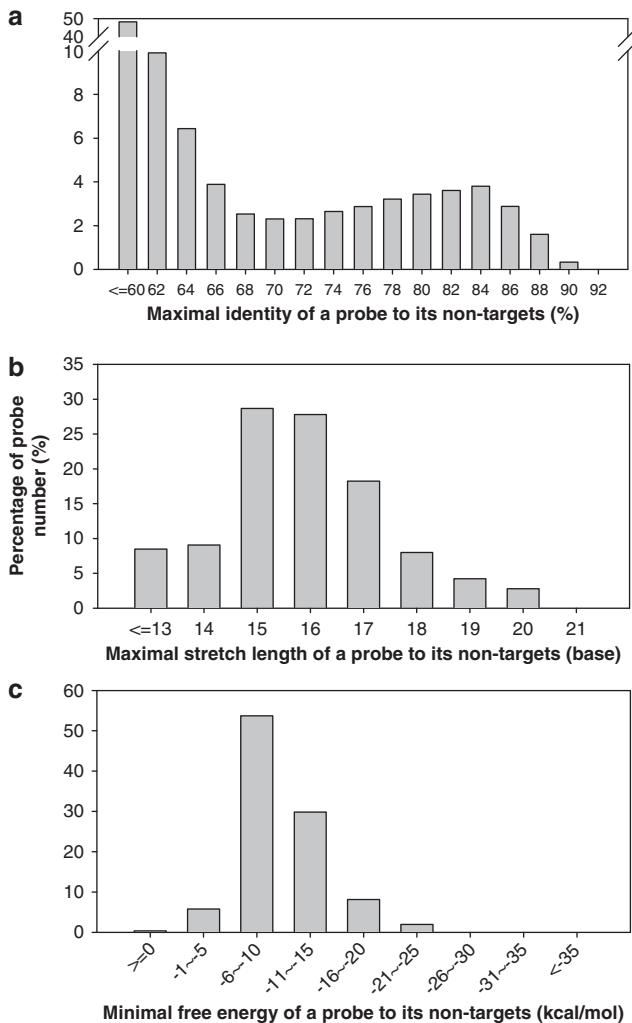 a
50
40
10
8
6
4
2
0
<=60 62 64 66 68 70 72 74 76 78 80 82 84 86 88 90 92
Maximal identity of a probe to its non-targets (%)
b
Percentage of probe
number (%)
35
30
25
20
15
10
5
0
<=13 14 15 16 17 18 19 20 21
Maximal stretch length of a probe to its non-targets (base)
c
60
50
40
30
20
10
0
>=0 -1~-5 -6~-10 -11~-15 -16~-20 -21~-25 -26~-30 -31~-35 <-35
Minimal free energy of a probe to its non-targets (kcal/mol)